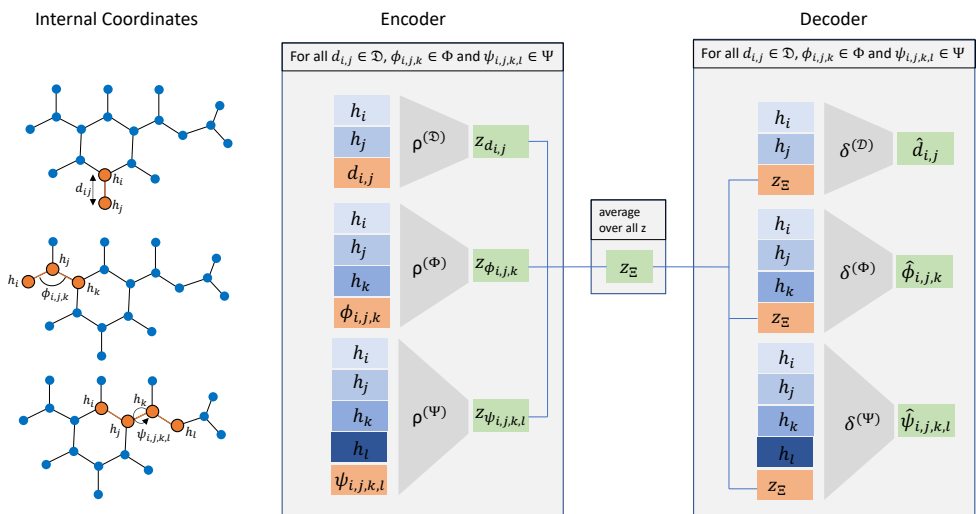 Internal Coordinates
Encoder
Decoder
h_i
d_{ij}
h_j
h_j
h_i
h_k
ϕ_{i,j,k}
h_i
h_k
h_j
ψ_{i,j,k,l}
h_l
For all d_{i,j} ∈ 𝔇, ϕ_{i,j,k} ∈ Φ and ψ_{i,j,k,l} ∈ Ψ
h_i
h_j
d_{i,j}
ρ^{(𝔇)}
z_{d_{i,j}}
h_i
h_j
h_k
ϕ_{i,j,k}
ρ^{(Φ)}
z_{ϕ_{i,j,k}}
h_i
h_j
h_k
h_l
ψ_{i,j,k,l}
ρ^{(Ψ)}
z_{ψ_{i,j,k,l}}
average
over all z
z_Ξ
For all d_{i,j} ∈ 𝔇, ϕ_{i,j,k} ∈ Φ and ψ_{i,j,k,l} ∈ Ψ
h_i
h_j
z_Ξ
δ^{(𝒟)}
d̂_{i,j}
h_i
h_j
h_k
z_Ξ
δ^{(Φ)}
ϕ̂_{i,j,k}
h_i
h_j
h_k
h_l
z_Ξ
δ^{(Ψ)}
ψ̂_{i,j,k,l}